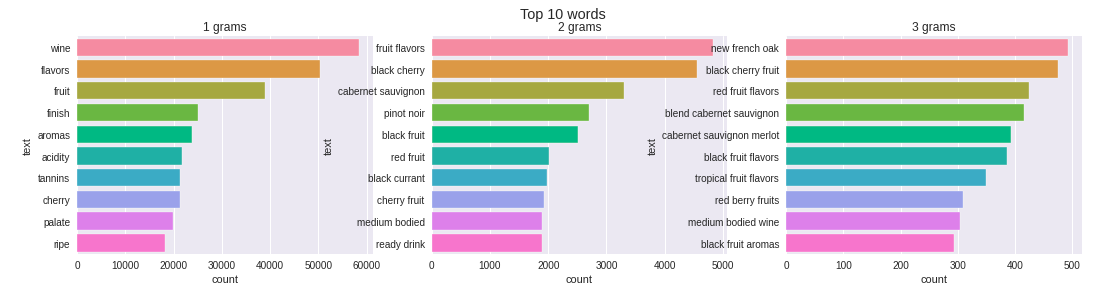 Top 10 words
1 grams
wine
flavors
fruit
finish
aromas
acidity
tannins
cherry
palate
ripe
text
0 10000 20000 30000 40000 50000 60000
count
2 grams
fruit flavors
black cherry
cabernet sauvignon
pinot noir
black fruit
red fruit
black currant
cherry fruit
medium bodied
ready drink
text
0 1000 2000 3000 4000 5000
count
3 grams
new french oak
black cherry fruit
red fruit flavors
blend cabernet sauvignon
cabernet sauvignon merlot
black fruit flavors
tropical fruit flavors
red berry fruits
medium bodied wine
black fruit aromas
text
0 100 200 300 400 500
count